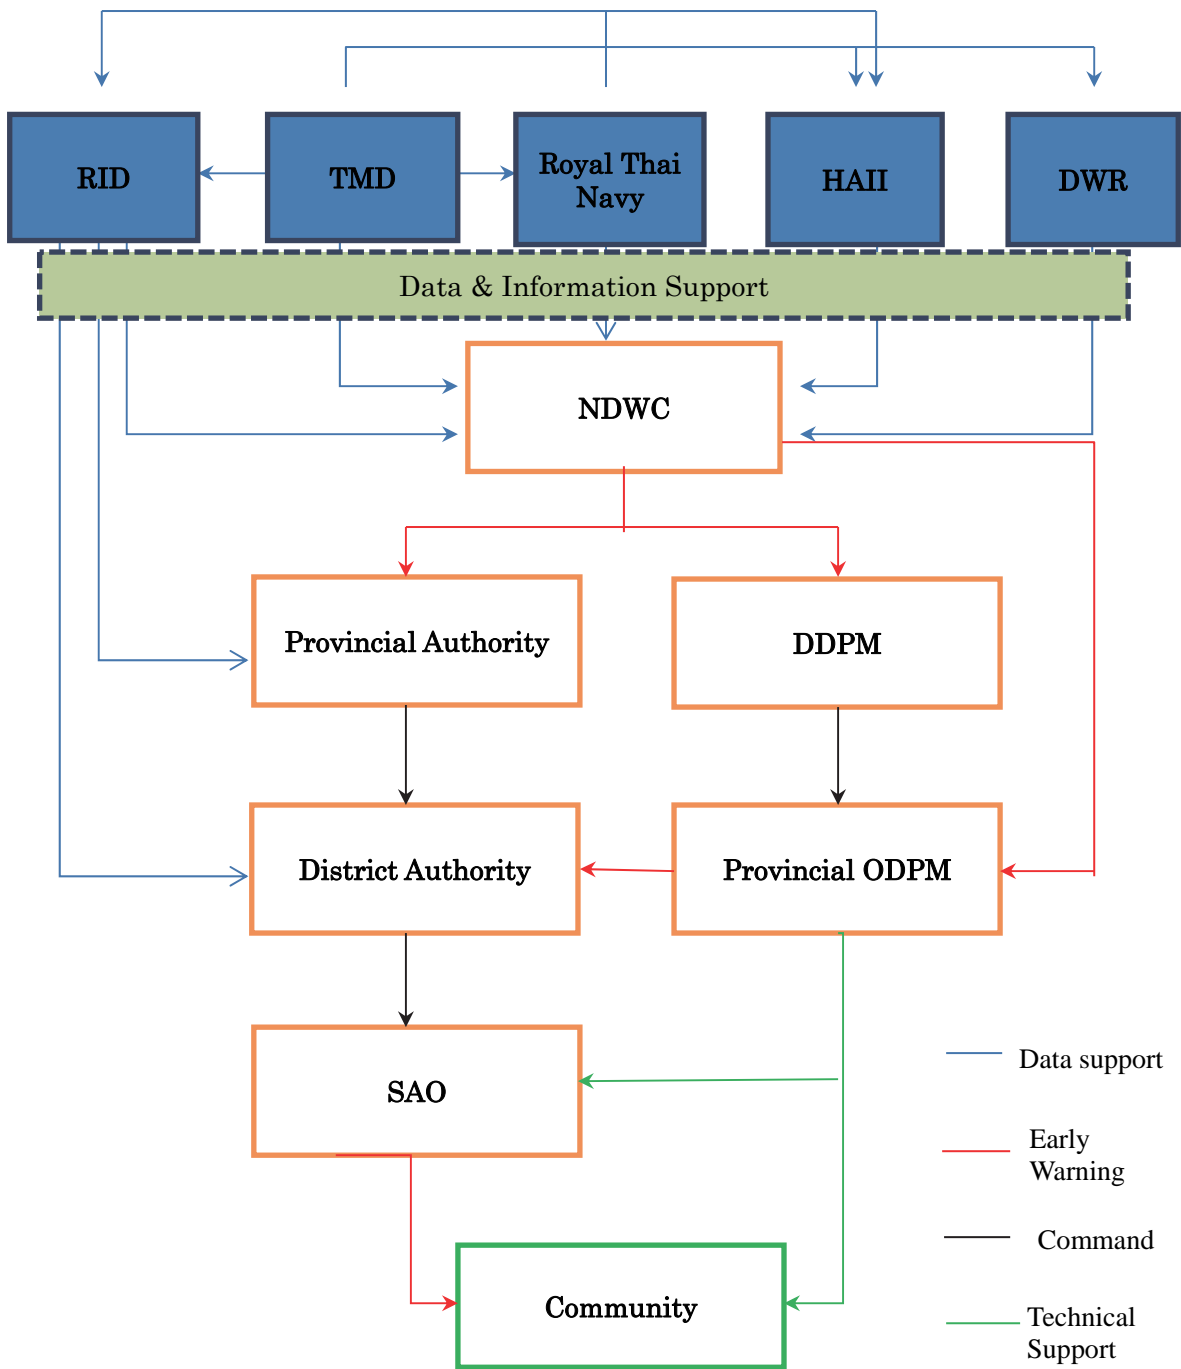 RID
TMD
Royal Thai
Navy
HAII
DWR
Data & Information Support
NDWC
Provincial Authority
DDPM
District Authority
Provincial ODPM
SAO
Data support
Early
Warning
Command
Community
Technical
Support